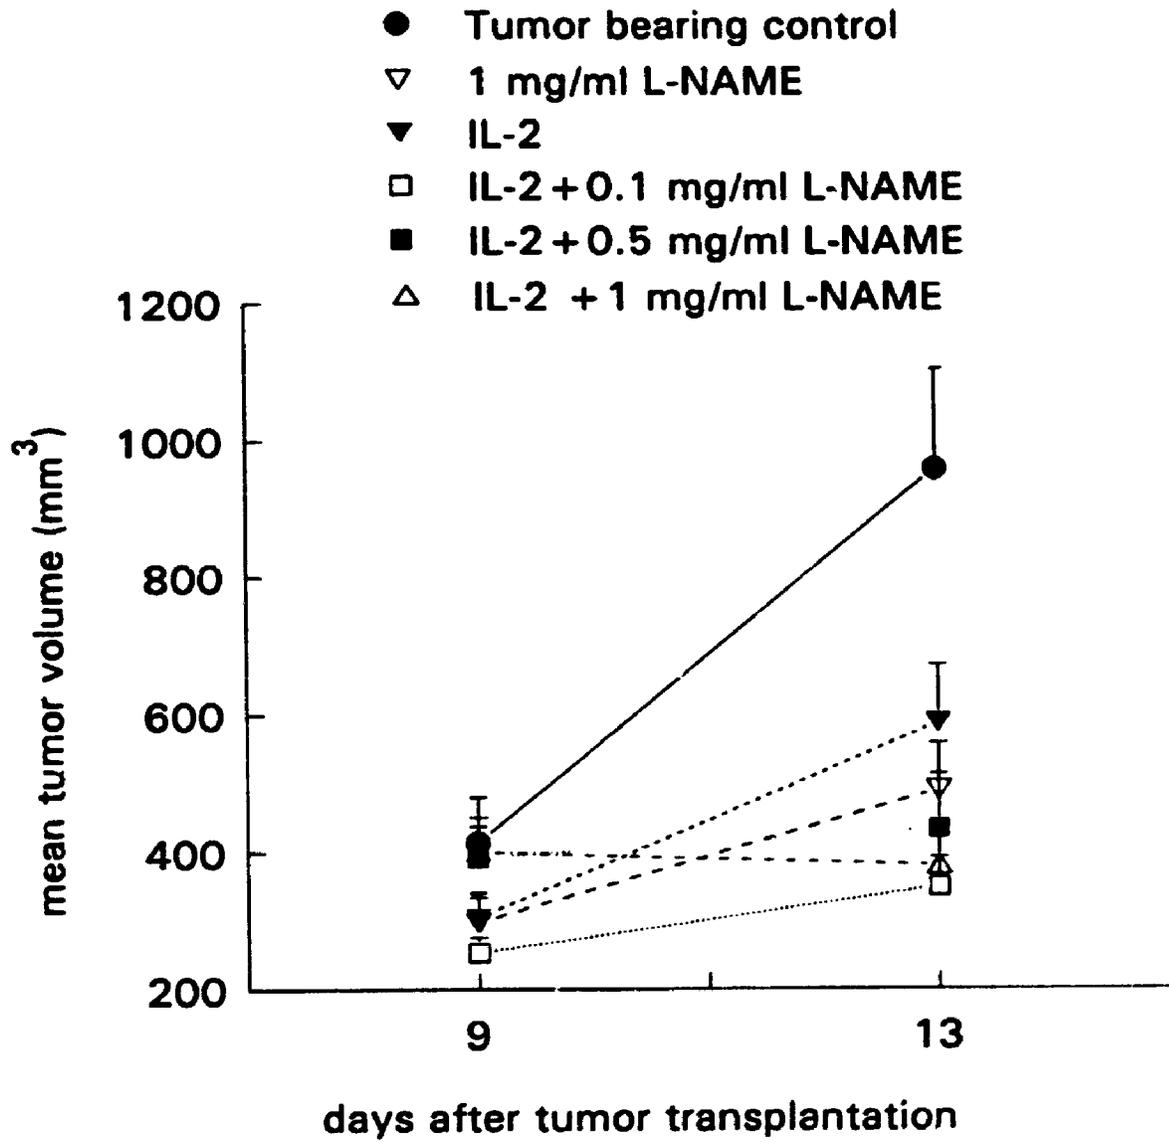 Tumor bearing control
1 mg/ml L-NAME
IL-2
IL-2+0.1 mg/ml L-NAME
IL-2+0.5 mg/ml L-NAME
IL-2 +1 mg/ml L-NAME
1200
1000
800
600
400
200
mean tumor volume (mm³)
9
13
days after tumor transplantation